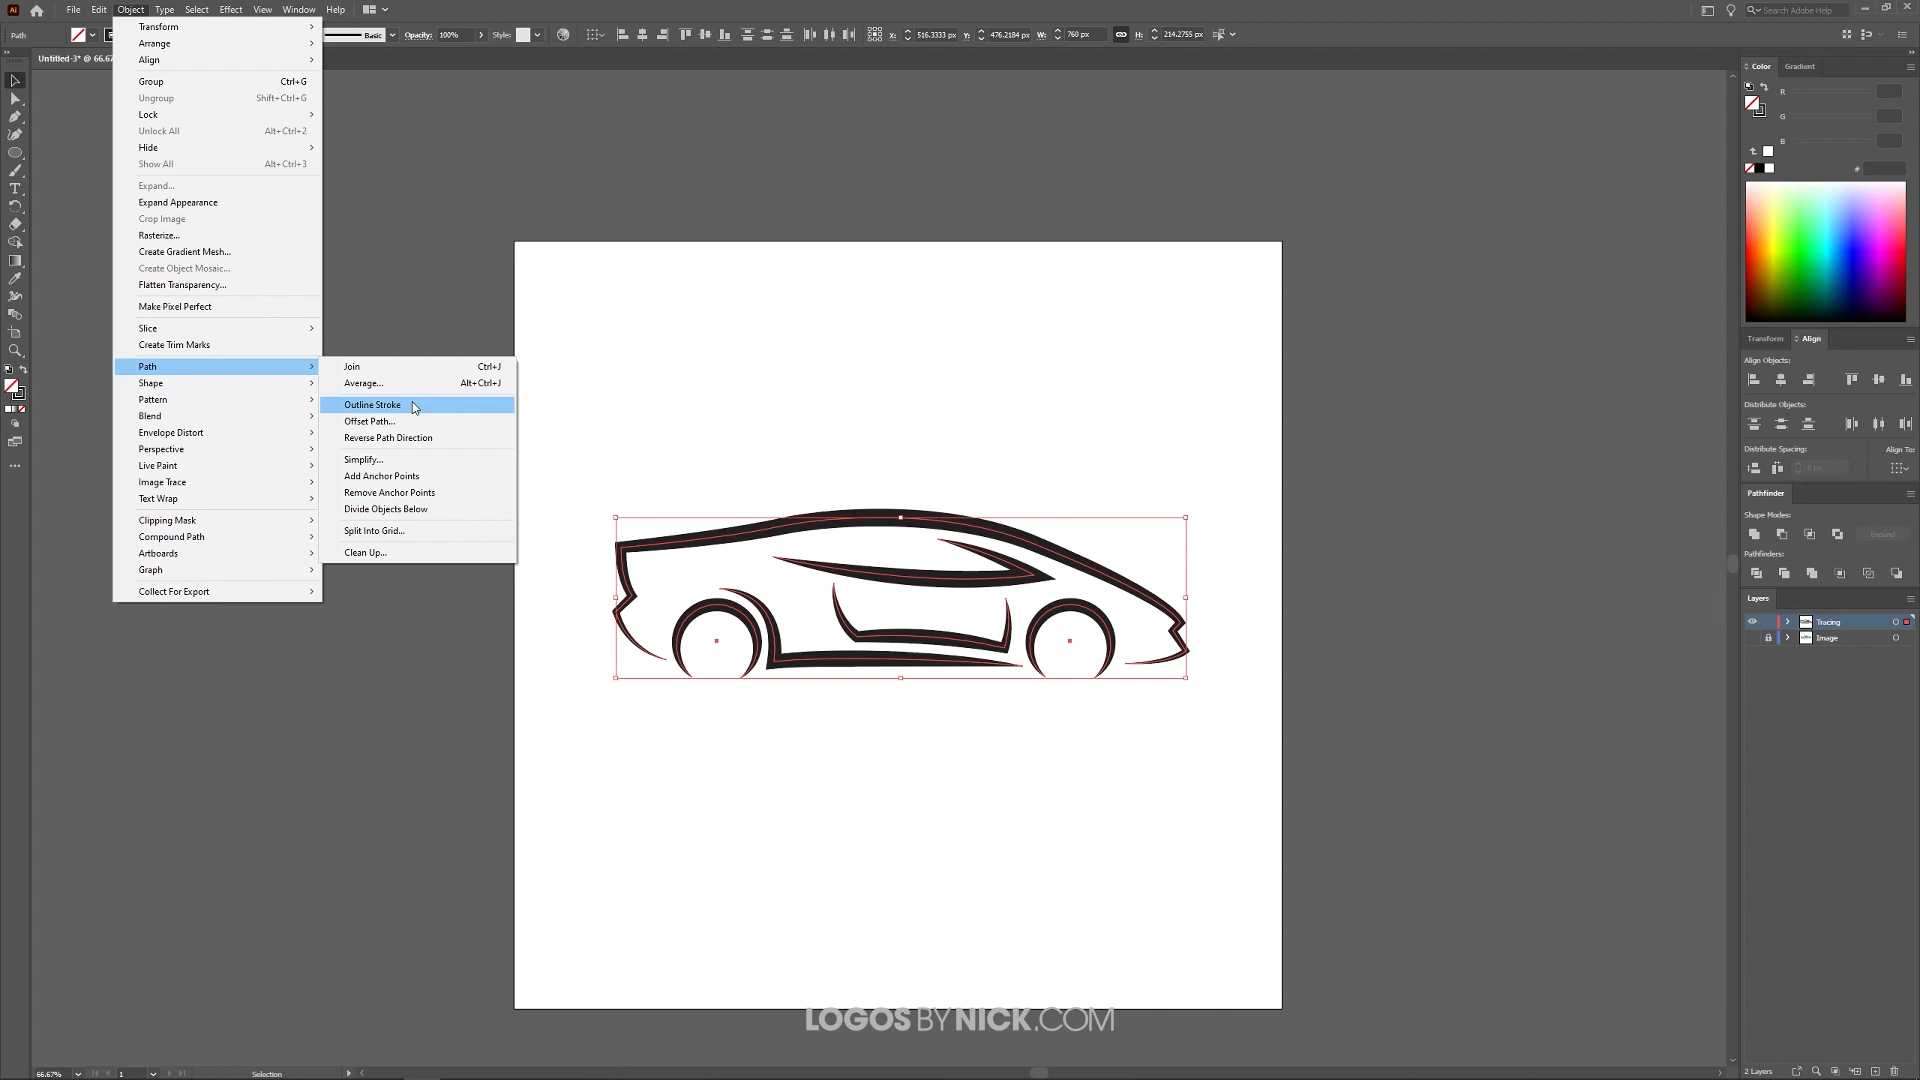 Ai File Edit Object Type Select Effect View Window Help Search Adobe Help
Path Basic Opacity: 100% Style: X: 516.3333 px Y: 476.2184 px W: 760 px H: 214.2755 px
Untitled-3* @ 66.67
Transform
Arrange
Align
Group Ctrl+G
Ungroup Shift+Ctrl+G
Lock
Unlock All Alt+Ctrl+2
Hide
Show All Alt+Ctrl+3
Expand...
Expand Appearance
Crop Image
Rasterize...
Create Gradient Mesh...
Create Object Mosaic...
Flatten Transparency...
Make Pixel Perfect
Slice
Create Trim Marks
Path
Shape
Pattern
Blend
Envelope Distort
Perspective
Live Paint
Image Trace
Text Wrap
Clipping Mask
Compound Path
Artboards
Graph
Collect For Export
Join Ctrl+J
Average... Alt+Ctrl+J
Outline Stroke
Offset Path...
Reverse Path Direction
Simplify...
Add Anchor Points
Remove Anchor Points
Divide Objects Below
Split Into Grid...
Clean Up...
Color Gradient
R
G
B
#
Transform Align
Align Objects:
Distribute Objects:
Distribute Spacing: Align To:
0 px
Pathfinder
Shape Modes:
Expand
Pathfinders:
Layers
Tracing
Image
LOGOS BY NICK.COM
66.67% 1 Selection 2 Layers